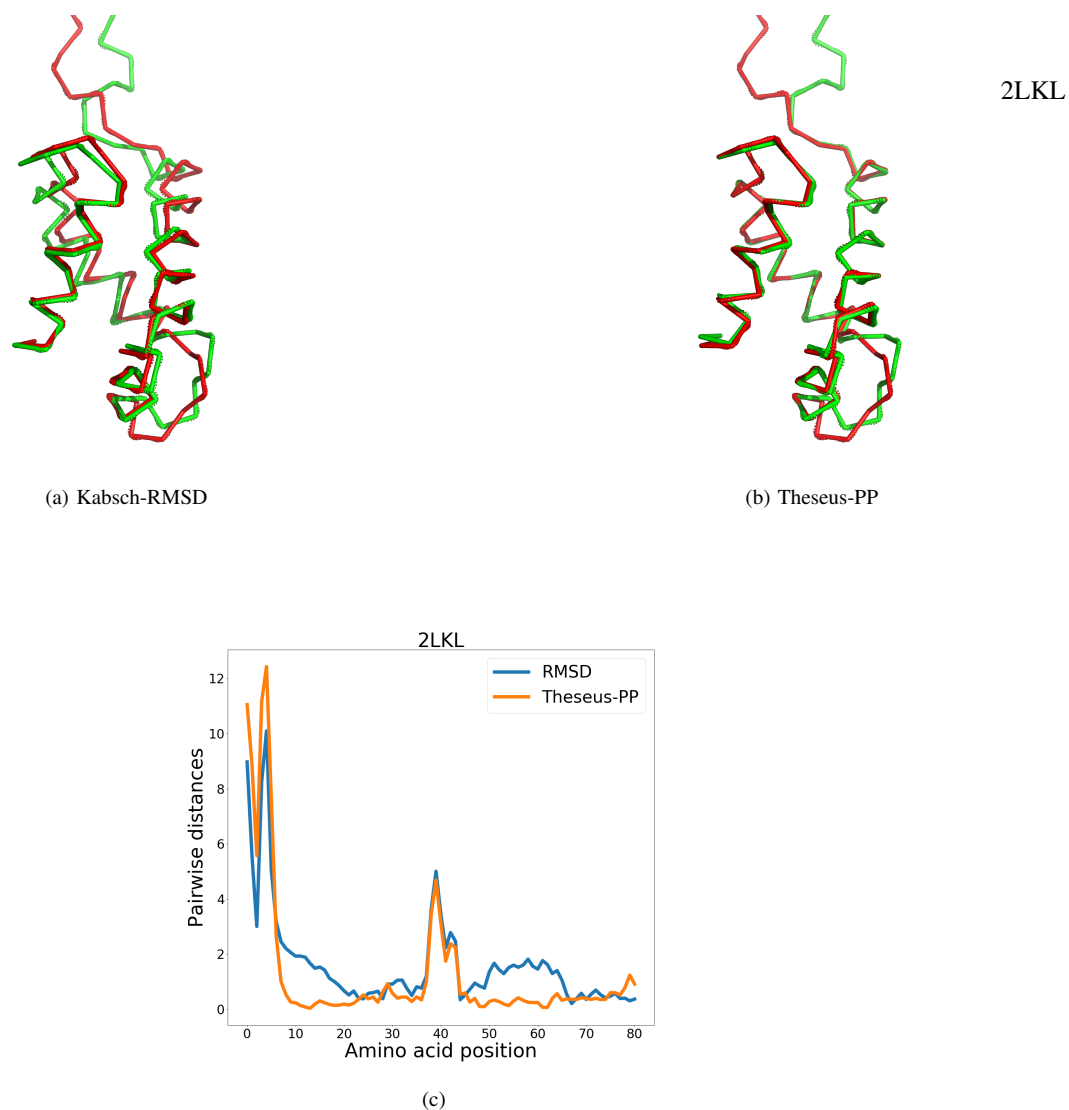 2LKL
(a) Kabsch-RMSD
(b) Theseus-PP
2LKL
RMSD
Theseus-PP
Pairwise distances
12
10
8
6
4
2
0
0 10 20 30 40 50 60 70 80
Amino acid position
(c)